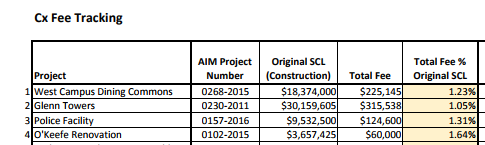 Cx Fee Tracking
AIM Project Original SCL Total Fee %
Project Number (Construction) Total Fee Original SCL
1 West Campus Dining Commons 0268-2015 $18,374,000 $225,145 1.23%
2 Glenn Towers 0230-2011 $30,159,605 $315,538 1.05%
3 Police Facility 0157-2016 $9,532,500 $124,600 1.31%
4 O'Keefe Renovation 0102-2015 $3,657,425 $60,000 1.64%